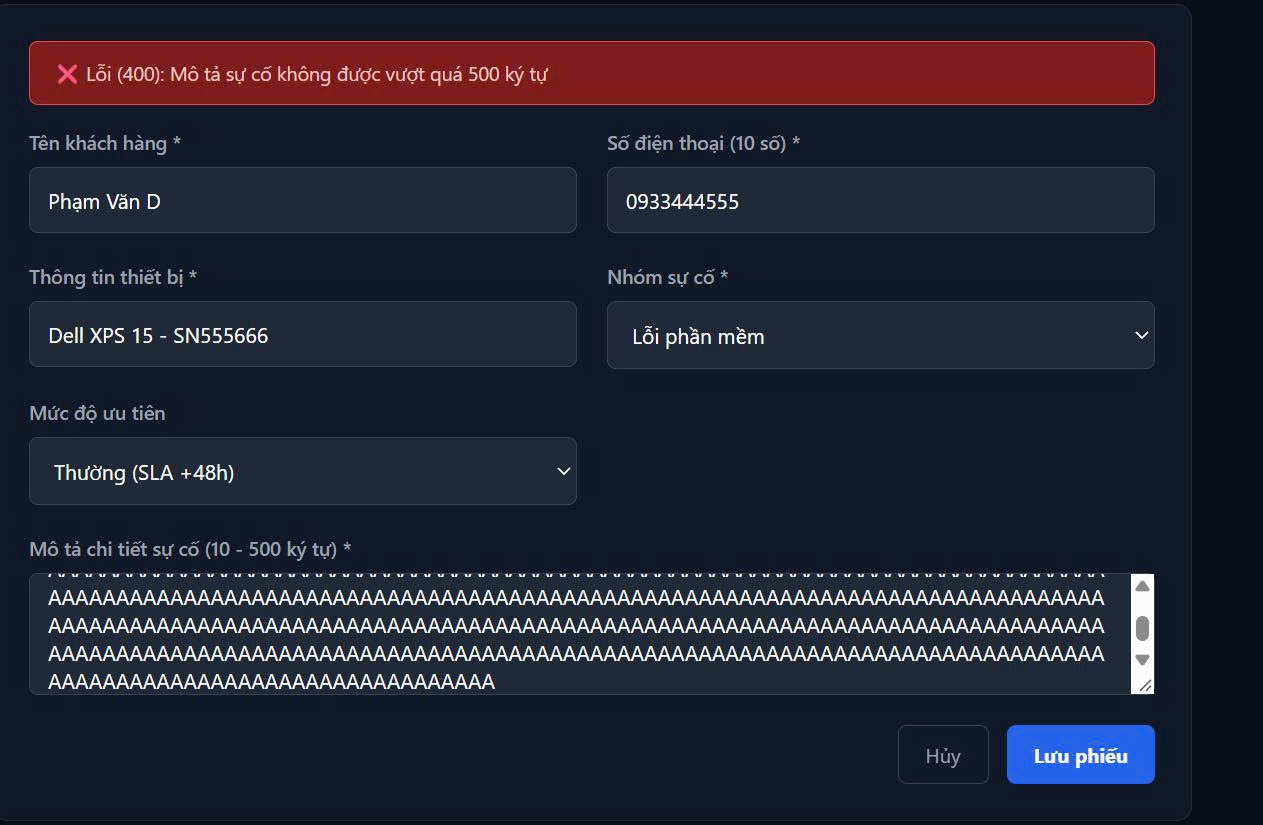 ❌ Lỗi (400): Mô tả sự cố không được vượt quá 500 ký tự
Tên khách hàng *
Số điện thoại (10 số) *
Phạm Văn D
0933444555
Thông tin thiết bị *
Nhóm sự cố *
Dell XPS 15 - SN555666
Lỗi phần mềm
Mức độ ưu tiên
Thường (SLA +48h)
Mô tả chi tiết sự cố (10 - 500 ký tự) *
AAAAAAAAAAAAAAAAAAAAAAAAAAAAAAAAAAAAAAAAAAAAAAAAAAAAAAAAAAAAAAAAAAAAAAAAAAAAAA
AAAAAAAAAAAAAAAAAAAAAAAAAAAAAAAAAAAAAAAAAAAAAAAAAAAAAAAAAAAAAAAAAAAAAAAAAAAAAA
AAAAAAAAAAAAAAAAAAAAAAAAAAAAAAAAAAAAAAAAAAAAAAAAAAAAAAAAAAAAAAAAAAAAAAAAAAAAAA
AAAAAAAAAAAAAAAAAAAAAAAAAAAAAAAAA
Hủy
Lưu phiếu